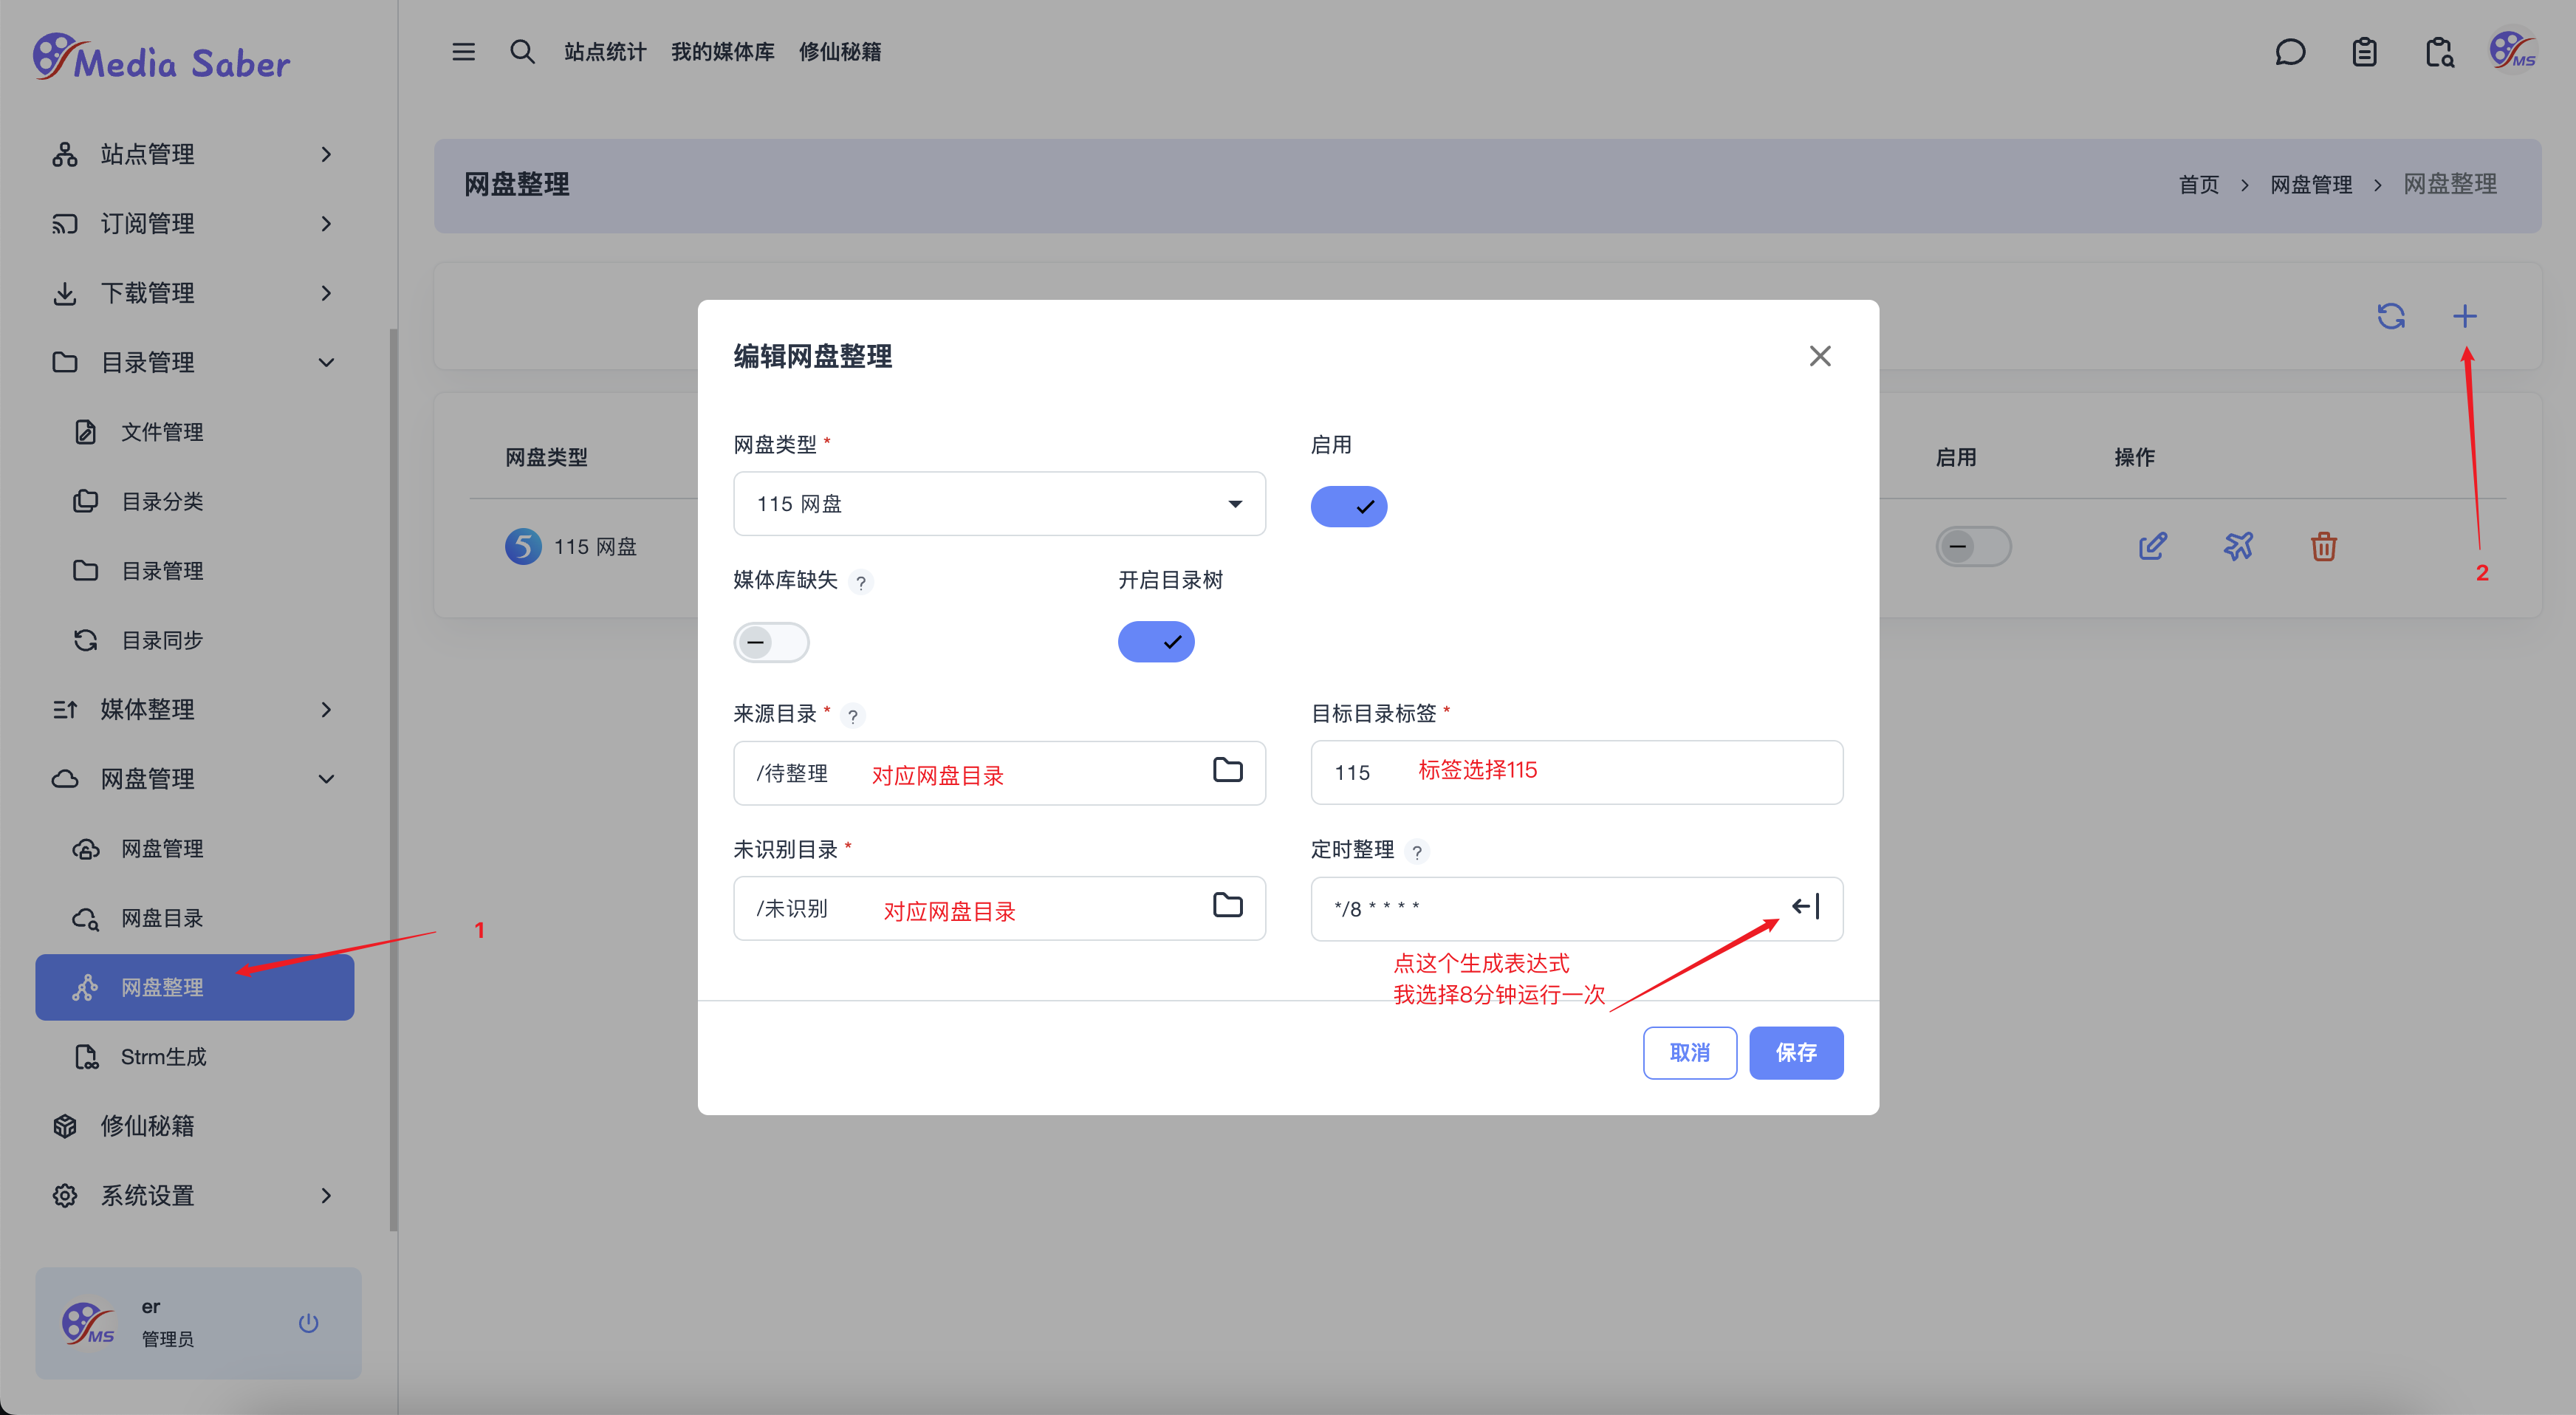 Media Saber
站点统计 我的媒体库 修仙秘籍
MS
站点管理
订阅管理
下载管理
目录管理
文件管理
目录分类
目录管理
目录同步
媒体整理
网盘管理
网盘管理
网盘目录
网盘整理
1
Strm生成
修仙秘籍
系统设置
MS
er
管理员
网盘整理
首页 > 网盘管理 > 网盘整理
网盘类型
启用
操作
5 115 网盘
2
编辑网盘整理
网盘类型 *
启用
115 网盘
媒体库缺失 ?
开启目录树
来源目录 * ?
目标目录标签 *
/待整理 对应网盘目录
115 标签选择115
未识别目录 *
定时整理 ?
/未识别 对应网盘目录
*/8 * * * *
点这个生成表达式
我选择8分钟运行一次
取消 保存